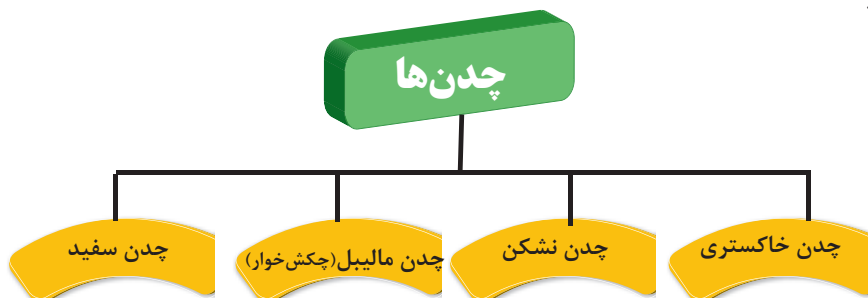 چدن‌ها
چدن خاکستری
چدن نشکن
چدن مالیبل(چکش‌خوار)
چدن سفید